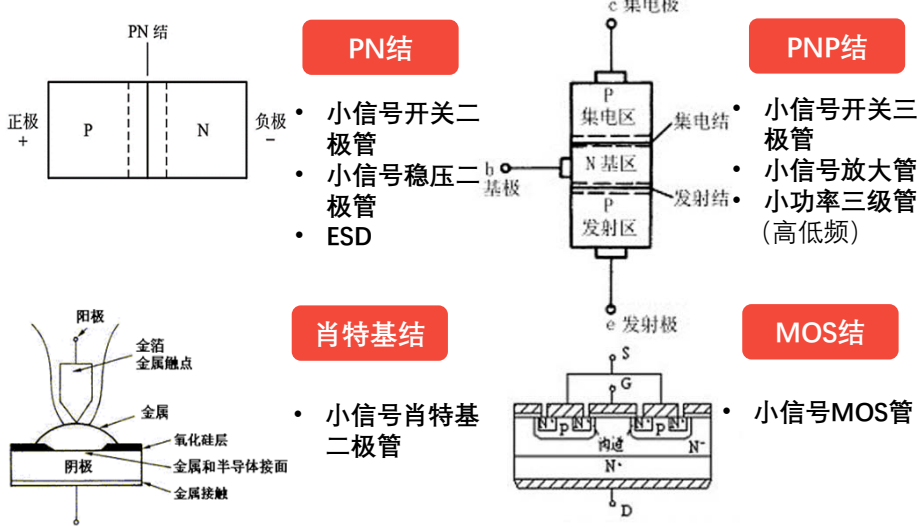 PN 结
正极
+
P
N
负极
−
PN结
• 小信号开关二
极管
• 小信号稳压二
极管
• ESD
c 集电极
P
集电区
集电结
b
基极
N 基区
发射结
P
发射区
e 发射极
PNP结
• 小信号开关三
极管
• 小信号放大管
• 小功率三级管
（高低频）
阳极
金箔
金属触点
金属
氧化硅层
阴极
金属和半导体接面
金属接触
肖特基结
• 小信号肖特基
二极管
S
G
N+ P N+
N+ P N+
沟道
N-
N+
D
MOS结
• 小信号MOS管